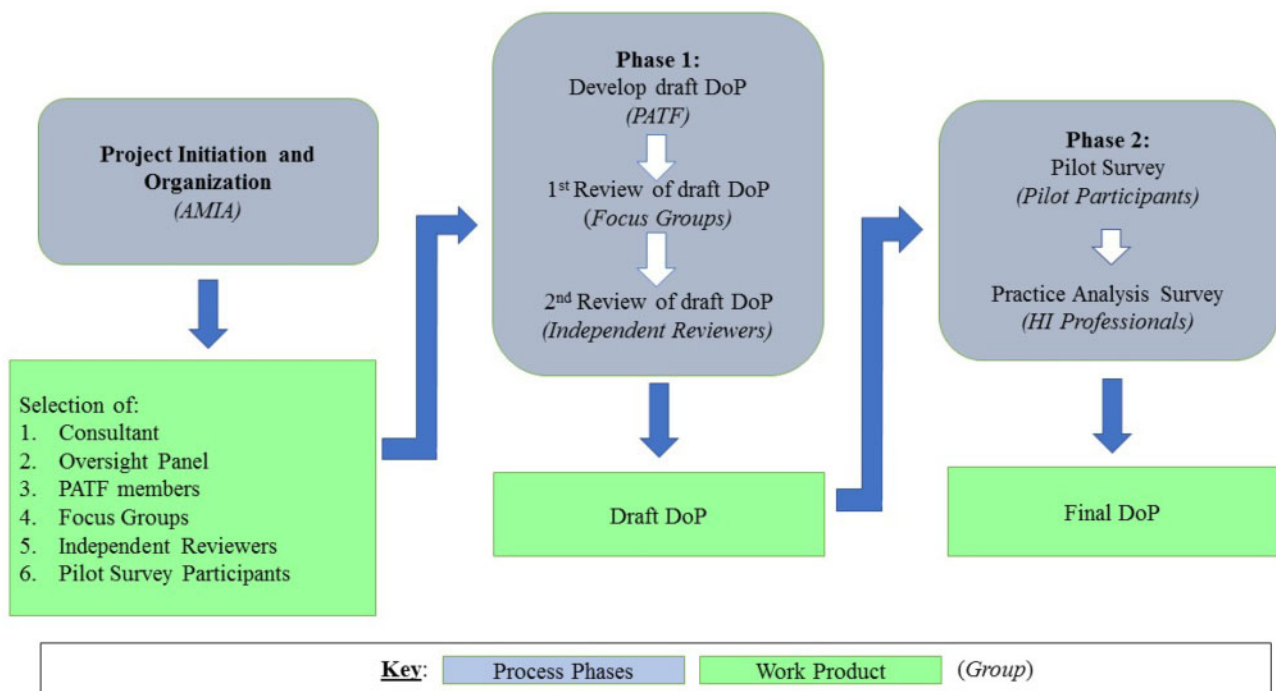 Project Initiation and
Organization
(AMIA)
Selection of:
1. Consultant
2. Oversight Panel
3. PATF members
4. Focus Groups
5. Independent Reviewers
6. Pilot Survey Participants
Phase 1:
Develop draft DoP
(PATF)
1st Review of draft DoP
(Focus Groups)
2nd Review of draft DoP
(Independent Reviewers)
Draft DoP
Phase 2:
Pilot Survey
(Pilot Participants)
Practice Analysis Survey
(HI Professionals)
Final DoP
Key: Process Phases Work Product (Group)